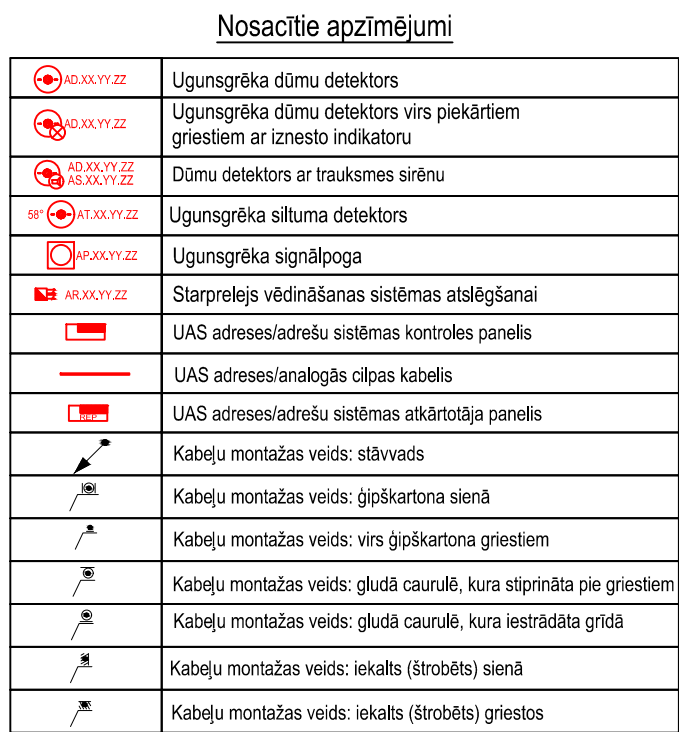 Nosacītie apzīmējumi
AD.XX.YY.ZZ Ugunsgrēka dūmu detektors
AD.XX.YY.ZZ Ugunsgrēka dūmu detektors virs piekārtiem
griestiem ar iznesto indikatoru
AD.XX.YY.ZZ
AS.XX.YY.ZZ
Dūmu detektors ar trauksmes sirēnu
58° AT.XX.YY.ZZ Ugunsgrēka siltuma detektors
AP.XX.YY.ZZ Ugunsgrēka signālpoga
AR.XX.YY.ZZ Starprelejs vēdināšanas sistēmas atslēgšanai
UAS adreses/adrešu sistēmas kontroles panelis
UAS adreses/analogās cilpas kabelis
REP UAS adreses/adrešu sistēmas atkārtotāja panelis
Kabeļu montažas veids: stāvvads
Kabeļu montažas veids: ģipškartona sienā
Kabeļu montažas veids: virs ģipškartona griestiem
Kabeļu montažas veids: gludā caurulē, kura stiprināta pie griestiem
Kabeļu montažas veids: gludā caurulē, kura iestrādāta grīdā
Kabeļu montažas veids: iekalts (štrobēts) sienā
Kabeļu montažas veids: iekalts (štrobēts) griestos